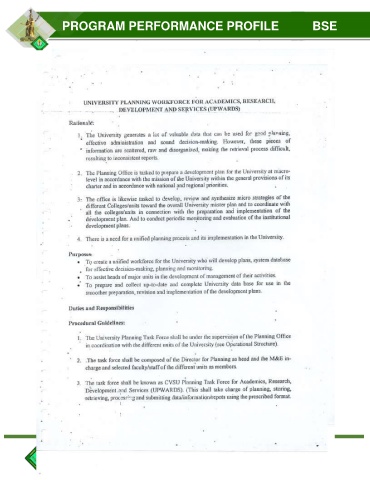 PROGRAM PERFORMANCE PROFILE BSE
UNIVERSITY PLANNING WORKFORCE FOR ACADEMICS, RESEARCH,
DEVELOPMENT AND SERVICES (UPWARDS)
Rationale:
1. The University generates a lot of valuable data that can be used for good planning,
effective administration and sound decision-making. However, these pieces of
information are scattered, raw and disorganized, making the retrieval process difficult,
resulting to inconsistent reports.
2. The Planning Office is tasked to prepare a development plan for the University at macro-
level in accordance with the mission of the University within the general provisions of its
charter and in accordance with national and regional priorities.
3. The office is likewise tasked to develop, review and synthesize micro strategies of the
different Colleges/units toward the overall University master plan and to coordinate with
all the colleges/units in connection with the preparation and implementation of the
development plan. And to conduct periodic monitoring and evaluation of the institutional
development plans.
4. There is a need for a unified planning process and its implementation in the University.
Purposes
• To create a unified workforce for the University who will develop plans, system database
for effective decision-making, planning and monitoring.
• To assist heads of major units in the development of management of their activities.
• To prepare and collect up-to-date and complete University data base for use in the
smoother preparation, revision and implementation of the development plans.
Duties and Responsibilities
Procedural Guidelines:
1. The University Planning Task Force shall be under the supervision of the Planning Office
in coordination with the different units of the University (see Operational Structure).
2. The task force shall be composed of the Director for Planning as head and the M&E in-
charge and selected faculty/staff of the different units as members.
3. The task force shall be known as CVSU Planning Task Force for Academics, Research,
Development and Services (UPWARDS). (This shall take charge of planning, storing,
retrieving, processing and submitting data/information/reports using the prescribed format.